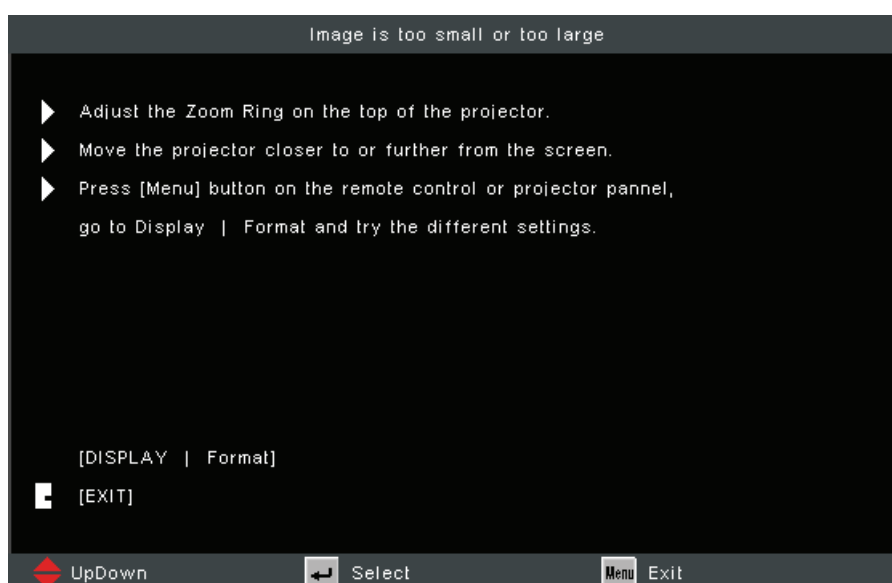 Image is too small or too large
Adjust the Zoom Ring on the top of the projector.
Move the projector closer to or further from the screen.
Press [Menu] button on the remote control or projector pannel,
go to Display | Format and try the different settings.
[DISPLAY | Format]
[EXIT]
UpDown Select Menu Exit